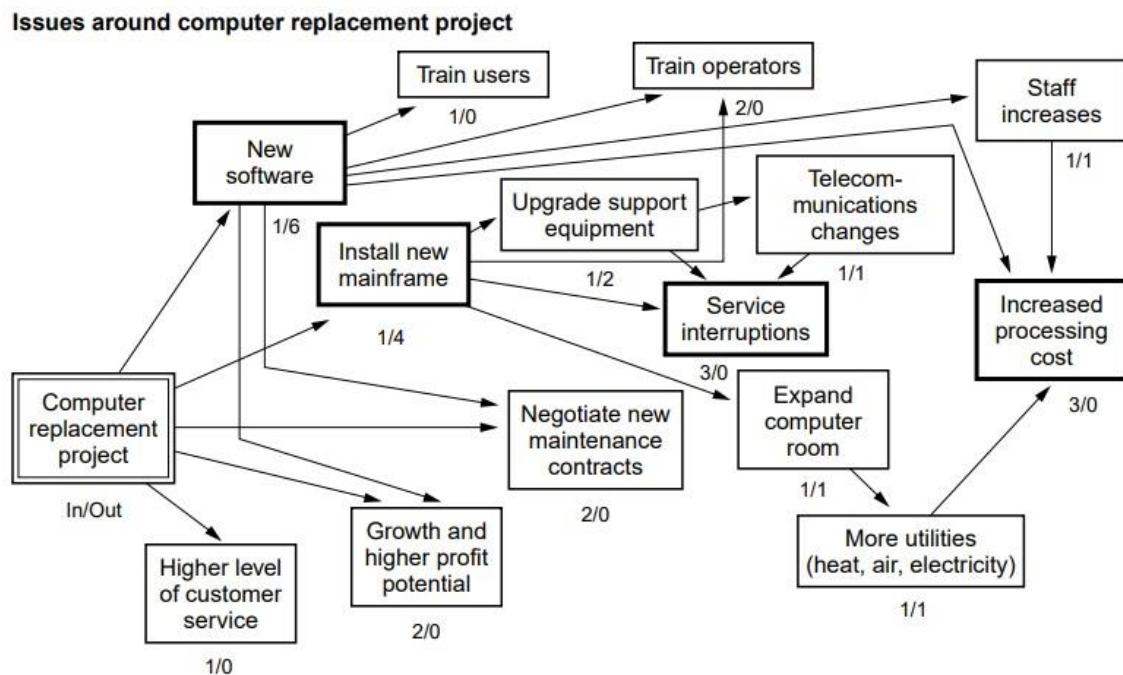 Issues around computer replacement project
Train users
1/0
Train operators
2/0
Staff
increases
1/1
New
software
1/6
Upgrade support
equipment
1/2
Telecom-
munications
changes
1/1
Install new
mainframe
1/4
Service
interruptions
3/0
Increased
processing
cost
3/0
Computer
replacement
project
In/Out
Negotiate new
maintenance
contracts
2/0
Expand
computer
room
1/1
Growth and
higher profit
potential
2/0
More utilities
(heat, air, electricity)
1/1
Higher level
of customer
service
1/0